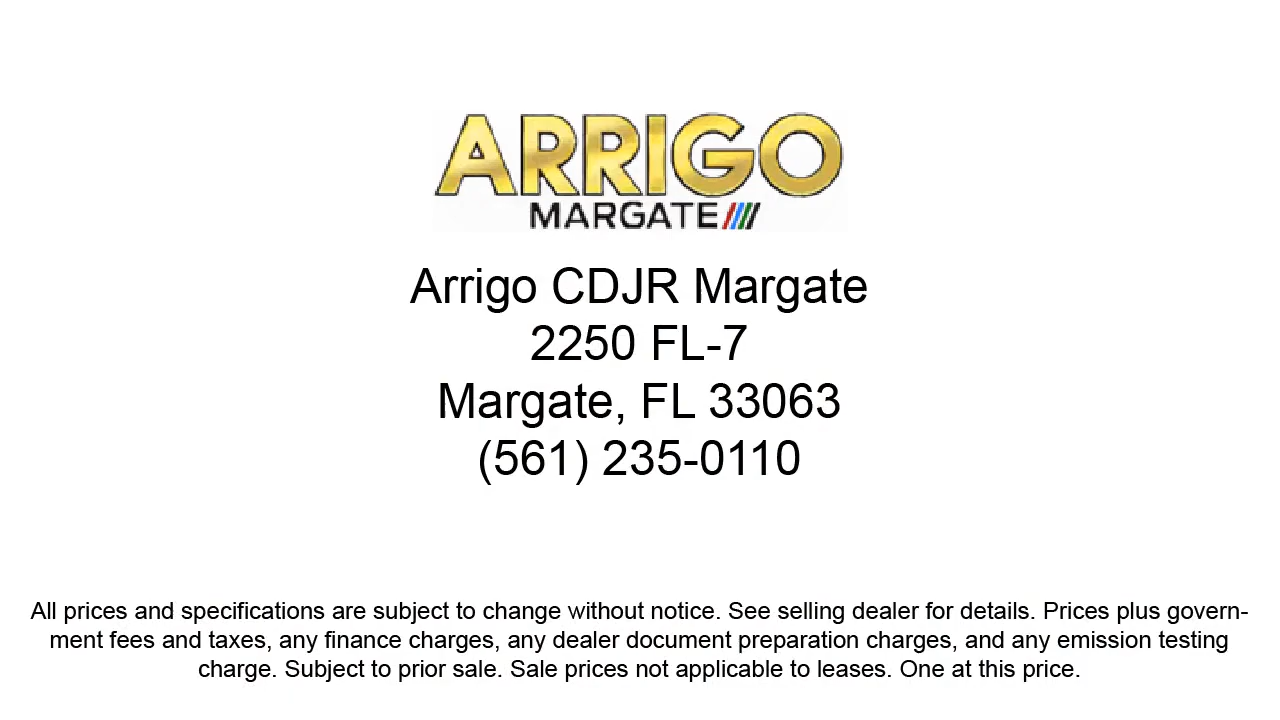 ARRIGO
MARGATE
Arrigo CDJR Margate
2250 FL-7
Margate, FL 33063
(561) 235-0110
All prices and specifications are subject to change without notice. See selling dealer for details. Prices plus govern-
ment fees and taxes, any finance charges, any dealer document preparation charges, and any emission testing
charge. Subject to prior sale. Sale prices not applicable to leases. One at this price.